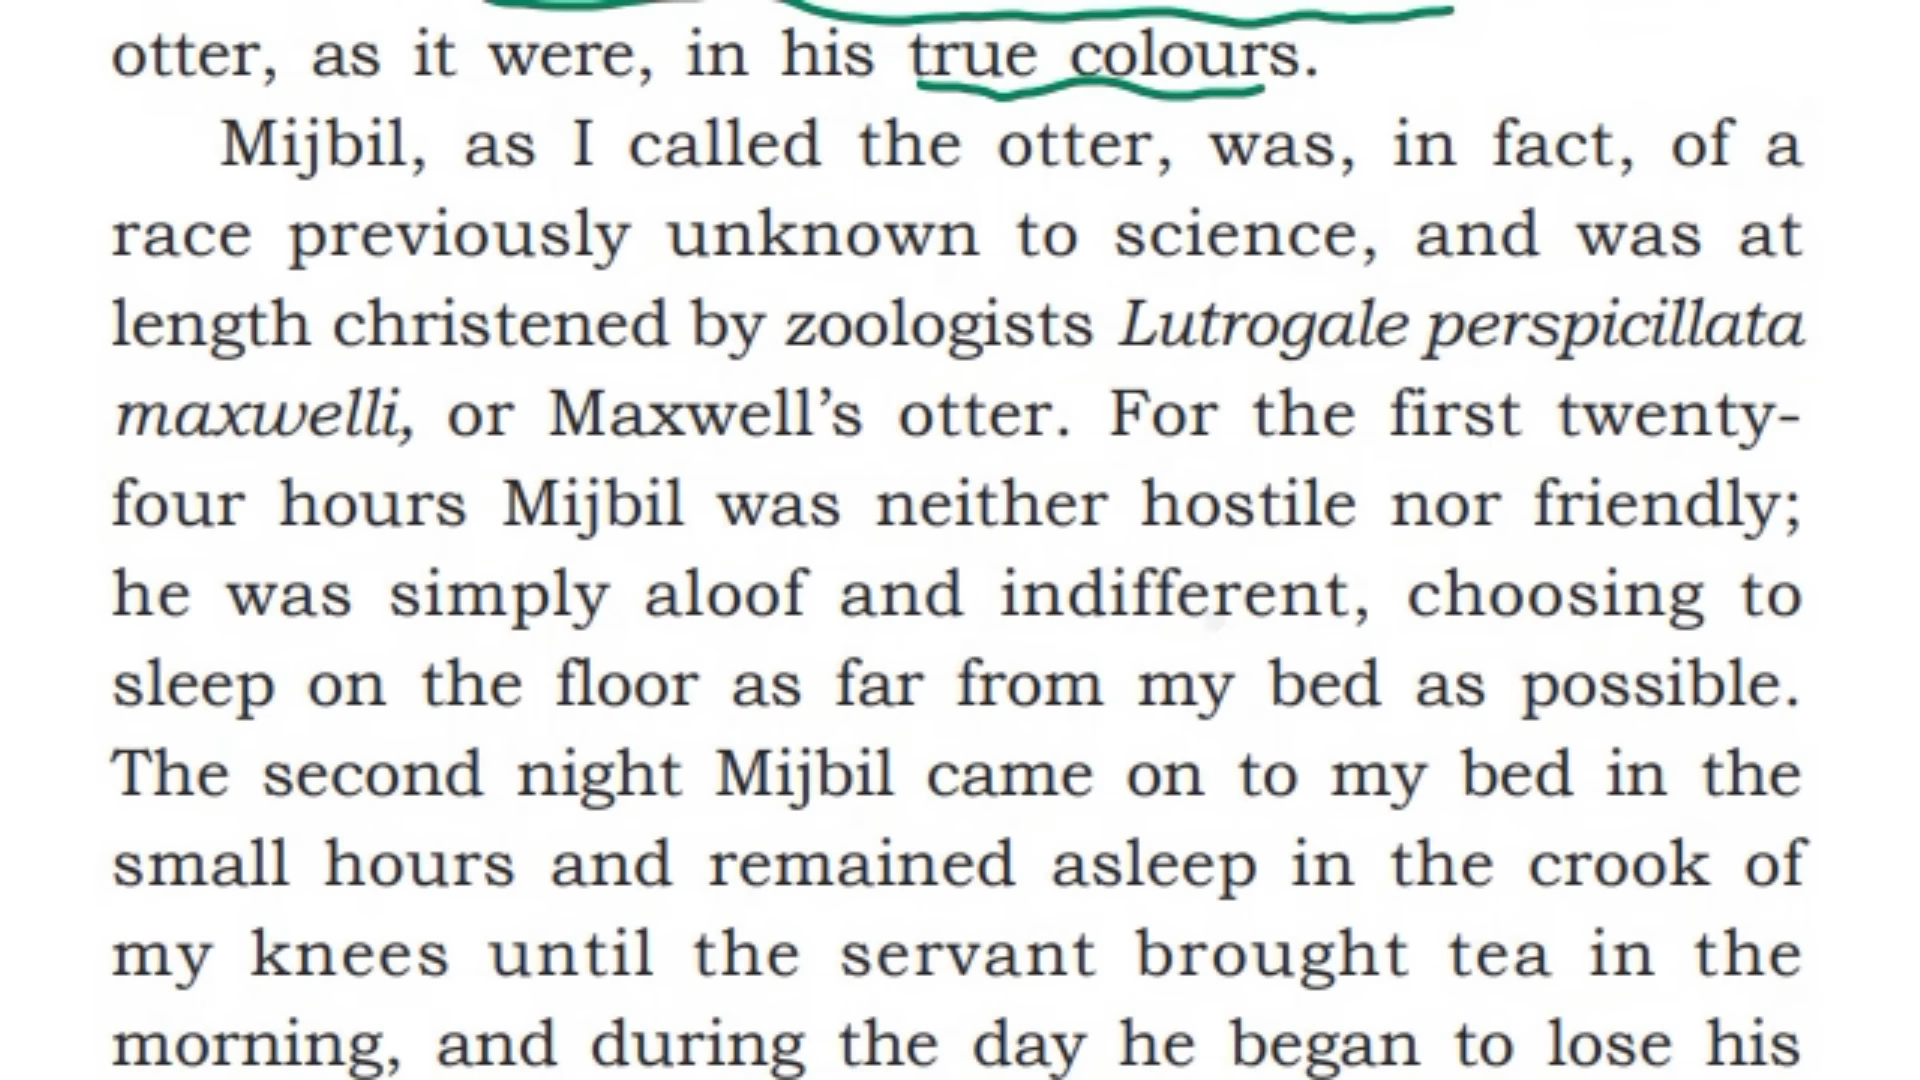 otter, as it were, in his true colours.
Mijbil, as I called the otter, was, in fact, of a
race previously unknown to science, and was at
length christened by zoologists Lutrogale perspicillata
maxwelli, or Maxwell’s otter. For the first twenty-
four hours Mijbil was neither hostile nor friendly;
he was simply aloof and indifferent, choosing to
sleep on the floor as far from my bed as possible.
The second night Mijbil came on to my bed in the
small hours and remained asleep in the crook of
my knees until the servant brought tea in the
morning, and during the day he began to lose his